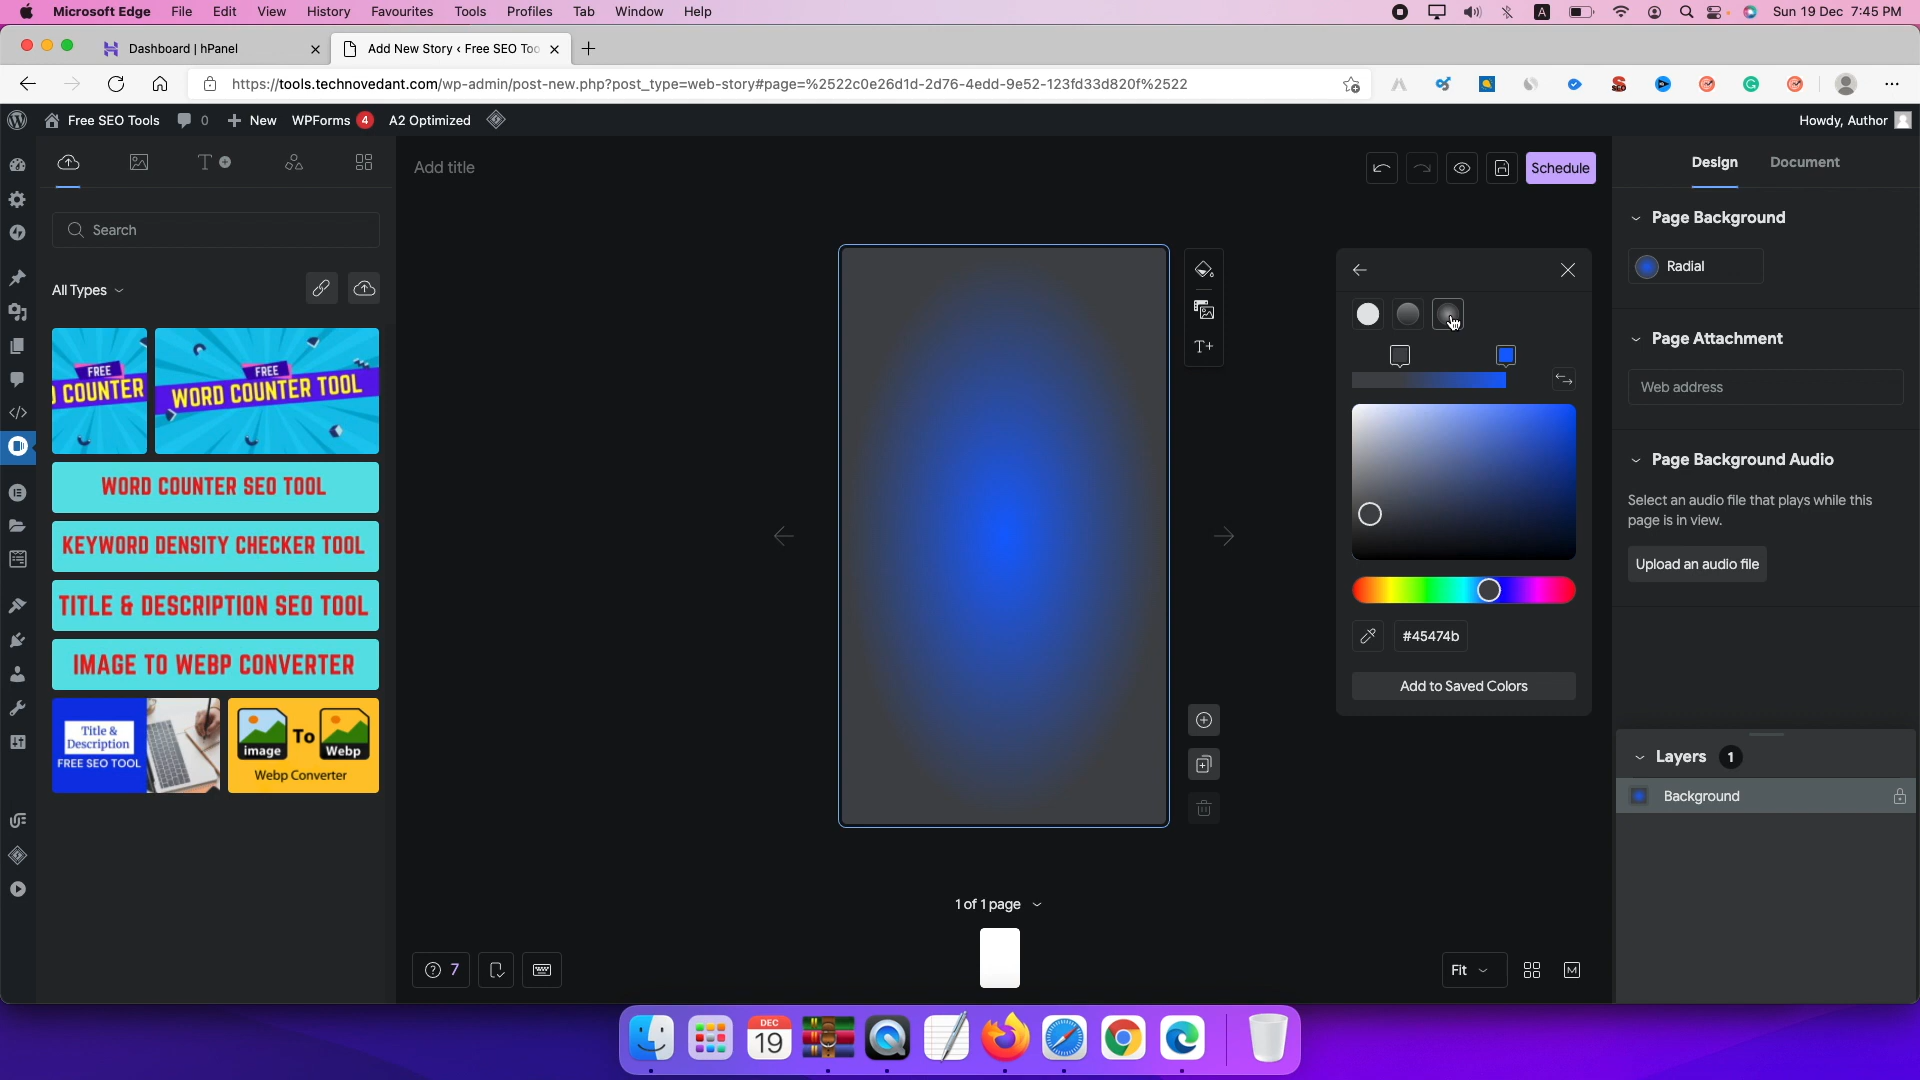 Microsoft Edge File Edit View History Favourites Tools Profiles Tab Window Help
A
Sun 19 Dec 7:45 PM
Dashboard | hPanel
Add New Story ‹ Free SEO Too
https://tools.technovedant.com/wp-admin/post-new.php?post_type=web-story#page=%2522c0e26d1d-2d76-4edd-9e52-123fd33d820f%2522
Free SEO Tools 0 New WPForms 4 A2 Optimized
Howdy, Author
Add title
Schedule
Design Document
Search
All Types
FREE
COUNTER
FREE
WORD COUNTER TOOL
WORD COUNTER SEO TOOL
KEYWORD DENSITY CHECKER TOOL
TITLE & DESCRIPTION SEO TOOL
IMAGE TO WEBP CONVERTER
Title &
Description
FREE SEO TOOL
image To Webp
Webp Converter
T+
#45474b
Add to Saved Colors
Page Background
Radial
Page Attachment
Web address
Page Background Audio
Select an audio file that plays while this
page is in view.
Upload an audio file
Layers 1
Background
1 of 1 page
7
Fit
M
DEC
19